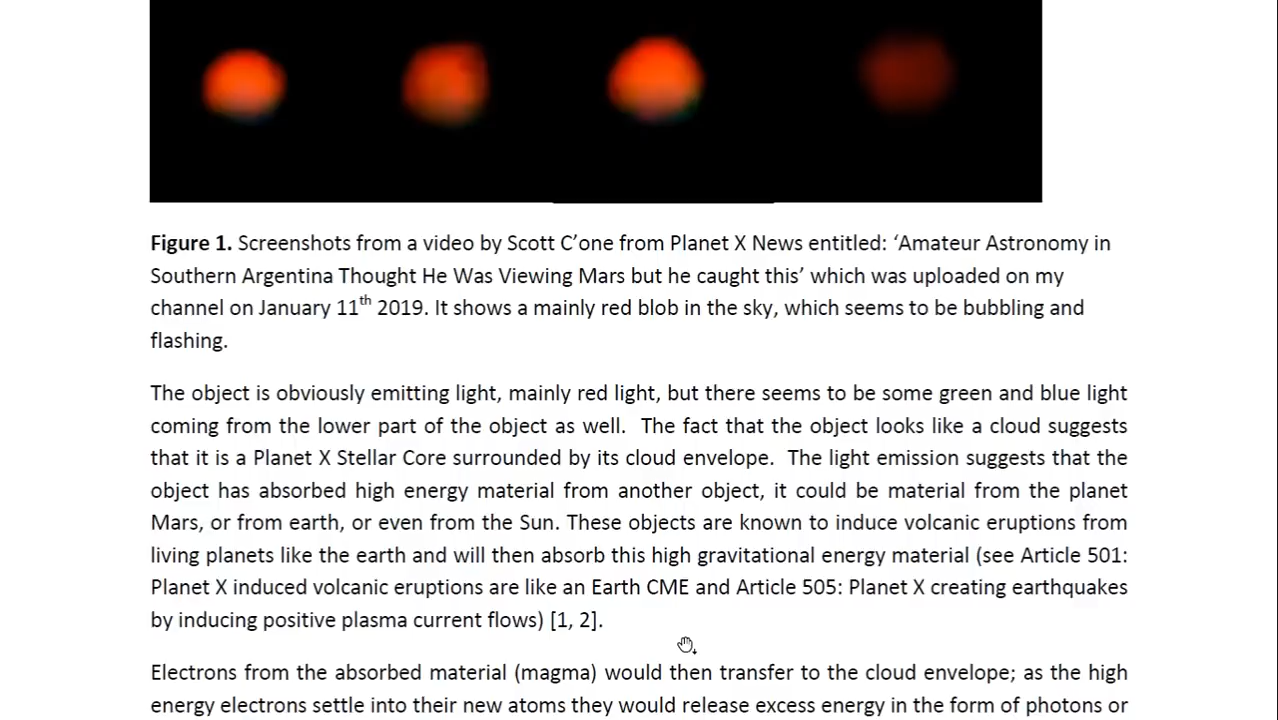 Figure 1. Screenshots from a video by Scott C’one from Planet X News entitled: ‘Amateur Astronomy in
Southern Argentina Thought He Was Viewing Mars but he caught this’ which was uploaded on my
channel on January 11th 2019. It shows a mainly red blob in the sky, which seems to be bubbling and
flashing.
The object is obviously emitting light, mainly red light, but there seems to be some green and blue light
coming from the lower part of the object as well. The fact that the object looks like a cloud suggests
that it is a Planet X Stellar Core surrounded by its cloud envelope. The light emission suggests that the
object has absorbed high energy material from another object, it could be material from the planet
Mars, or from earth, or even from the Sun. These objects are known to induce volcanic eruptions from
living planets like the earth and will then absorb this high gravitational energy material (see Article 501:
Planet X induced volcanic eruptions are like an Earth CME and Article 505: Planet X creating earthquakes
by inducing positive plasma current flows) [1, 2].
Electrons from the absorbed material (magma) would then transfer to the cloud envelope; as the high
energy electrons settle into their new atoms they would release excess energy in the form of photons or